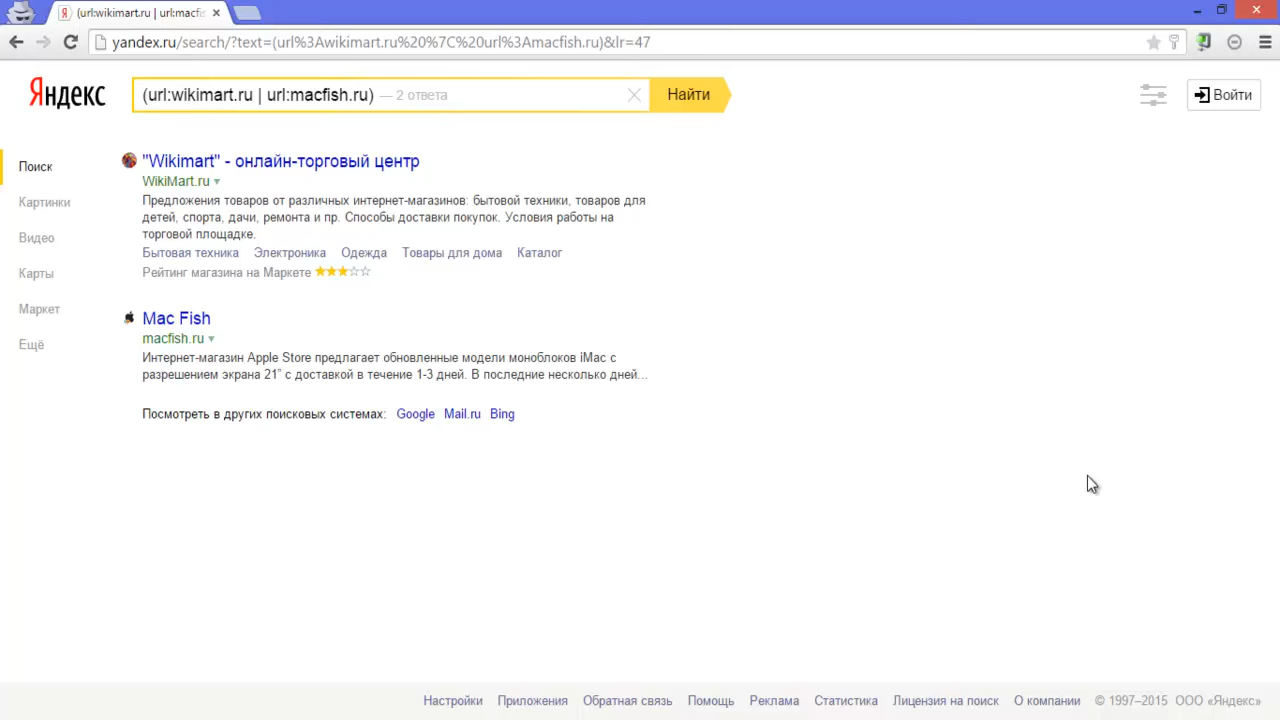 (url:wikimart.ru | url:macfis
yandex.ru/search/?text=(url%3Awikimart.ru%20%7C%20url%3Amacfish.ru)&lr=47
Яндекс
(url:wikimart.ru | url:macfish.ru) — 2 ответа
Найти
Войти
Поиск
Картинки
Видео
Карты
Маркет
Ещё
"Wikimart" - онлайн-торговый центр
WikiMart.ru
Предложения товаров от различных интернет-магазинов: бытовой техники, товаров для
детей, спорта, дачи, ремонта и пр. Способы доставки покупок. Условия работы на
торговой площадке.
Бытовая техника Электроника Одежда Товары для дома Каталог
Рейтинг магазина на Маркете ★★★☆☆
Mac Fish
macfish.ru
Интернет-магазин Apple Store предлагает обновленные модели моноблоков iMac с
разрешением экрана 21" с доставкой в течение 1-3 дней. В последние несколько дней...
Посмотреть в других поисковых системах: Google Mail.ru Bing
Настройки Приложения Обратная связь Помощь Реклама Статистика Лицензия на поиск О компании © 1997–2015 ООО «Яндекс»